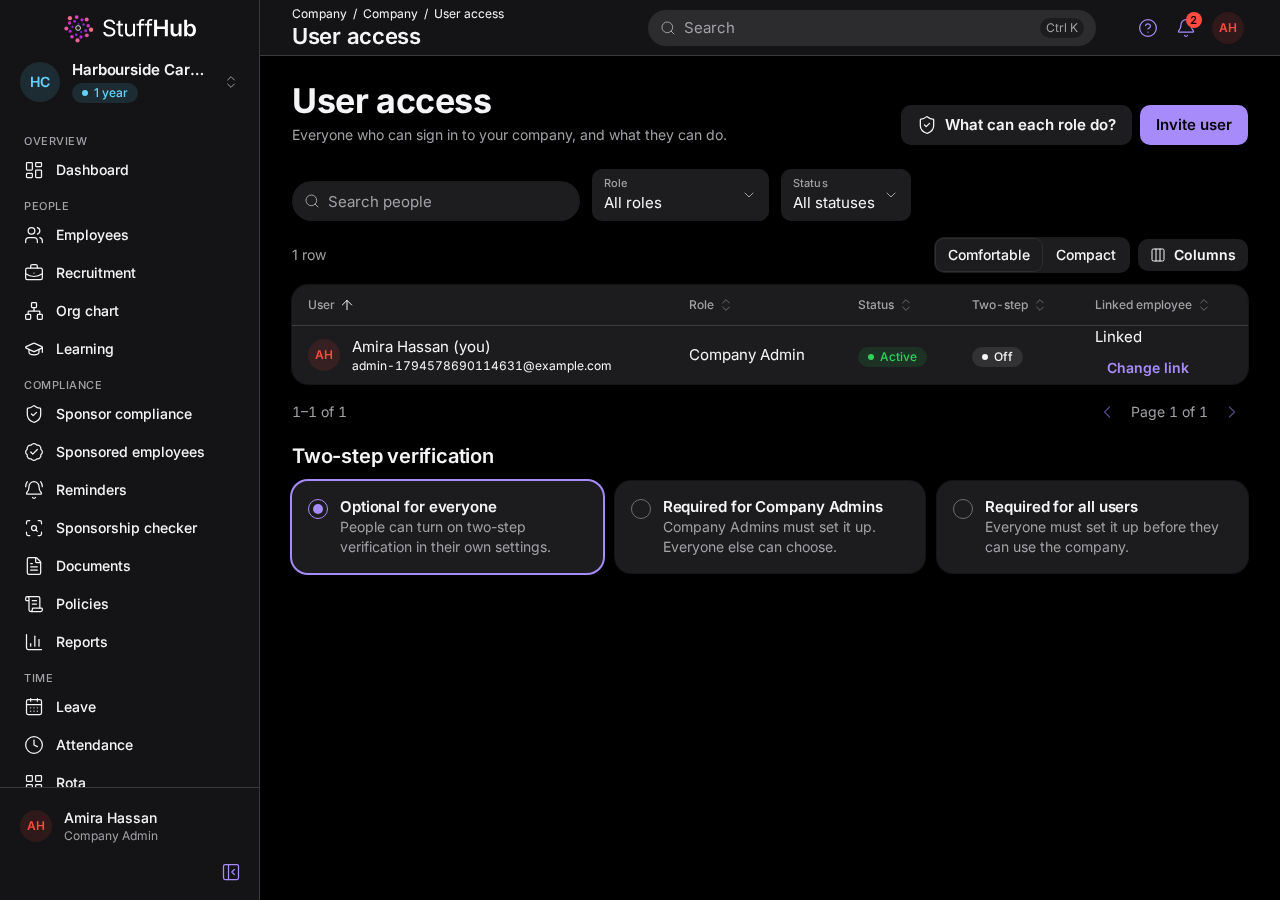 StuffHub
HC
Harbourside Car...
1 year
OVERVIEW
Dashboard
PEOPLE
Employees
Recruitment
Org chart
Learning
COMPLIANCE
Sponsor compliance
Sponsored employees
Reminders
Sponsorship checker
Documents
Policies
Reports
TIME
Leave
Attendance
Rota
AH
Amira Hassan
Company Admin
Company / Company / User access
User access
Search
Ctrl K
2
AH
User access
Everyone who can sign in to your company, and what they can do.
What can each role do?
Invite user
Search people
Role
All roles
Status
All statuses
1 row
Comfortable
Compact
Columns
User
Role
Status
Two-step
Linked employee
AH
Amira Hassan (you)
admin-1794578690114631@example.com
Company Admin
Active
Off
Linked
Change link
1–1 of 1
Page 1 of 1
Two-step verification
Optional for everyone
People can turn on two-step
verification in their own settings.
Required for Company Admins
Company Admins must set it up.
Everyone else can choose.
Required for all users
Everyone must set it up before they
can use the company.